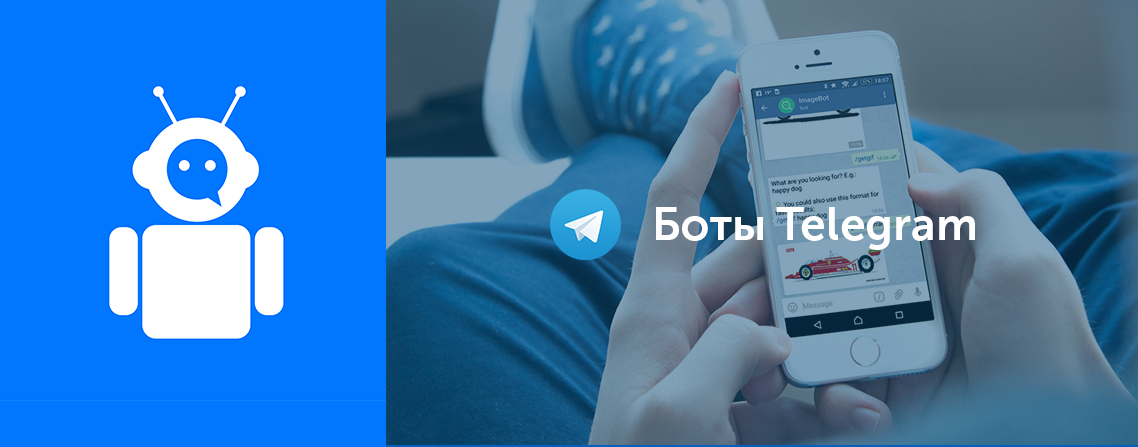 18:07
ImageBot
bot
/getgif
What are you looking for? E.g.:
happy dog
You could also use this format for
Боты Telegram
Message